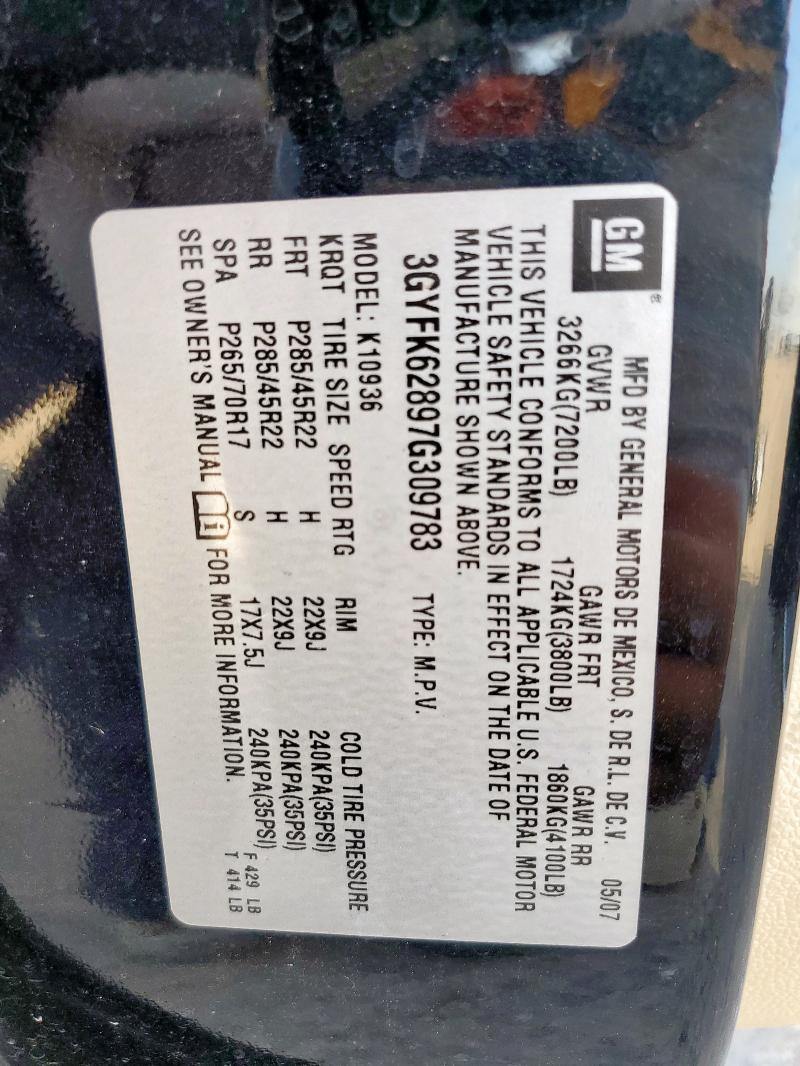 GM
MFD BY GENERAL MOTORS DE MEXICO, S. DE R.L. DE C.V. 05/07
GVWR GAWR FRT GAWR RR
3266KG(7200LB) 1724KG(3800LB) 1860KG(4100LB)
THIS VEHICLE CONFORMS TO ALL APPLICABLE U.S. FEDERAL MOTOR
VEHICLE SAFETY STANDARDS IN EFFECT ON THE DATE OF
MANUFACTURE SHOWN ABOVE.
3GYFK62897G309783 TYPE: M.P.V.
MODEL: K10936
KRQT TIRE SIZE SPEED RTG RIM COLD TIRE PRESSURE
FRT P285/45R22 H 22X9J 240KPA(35PSI)
RR P285/45R22 H 22X9J 240KPA(35PSI)
SPA P265/70R17 S 17X7.5J 240KPA(35PSI)
SEE OWNER'S MANUAL i FOR MORE INFORMATION.
F 429 LB
T 414 LB